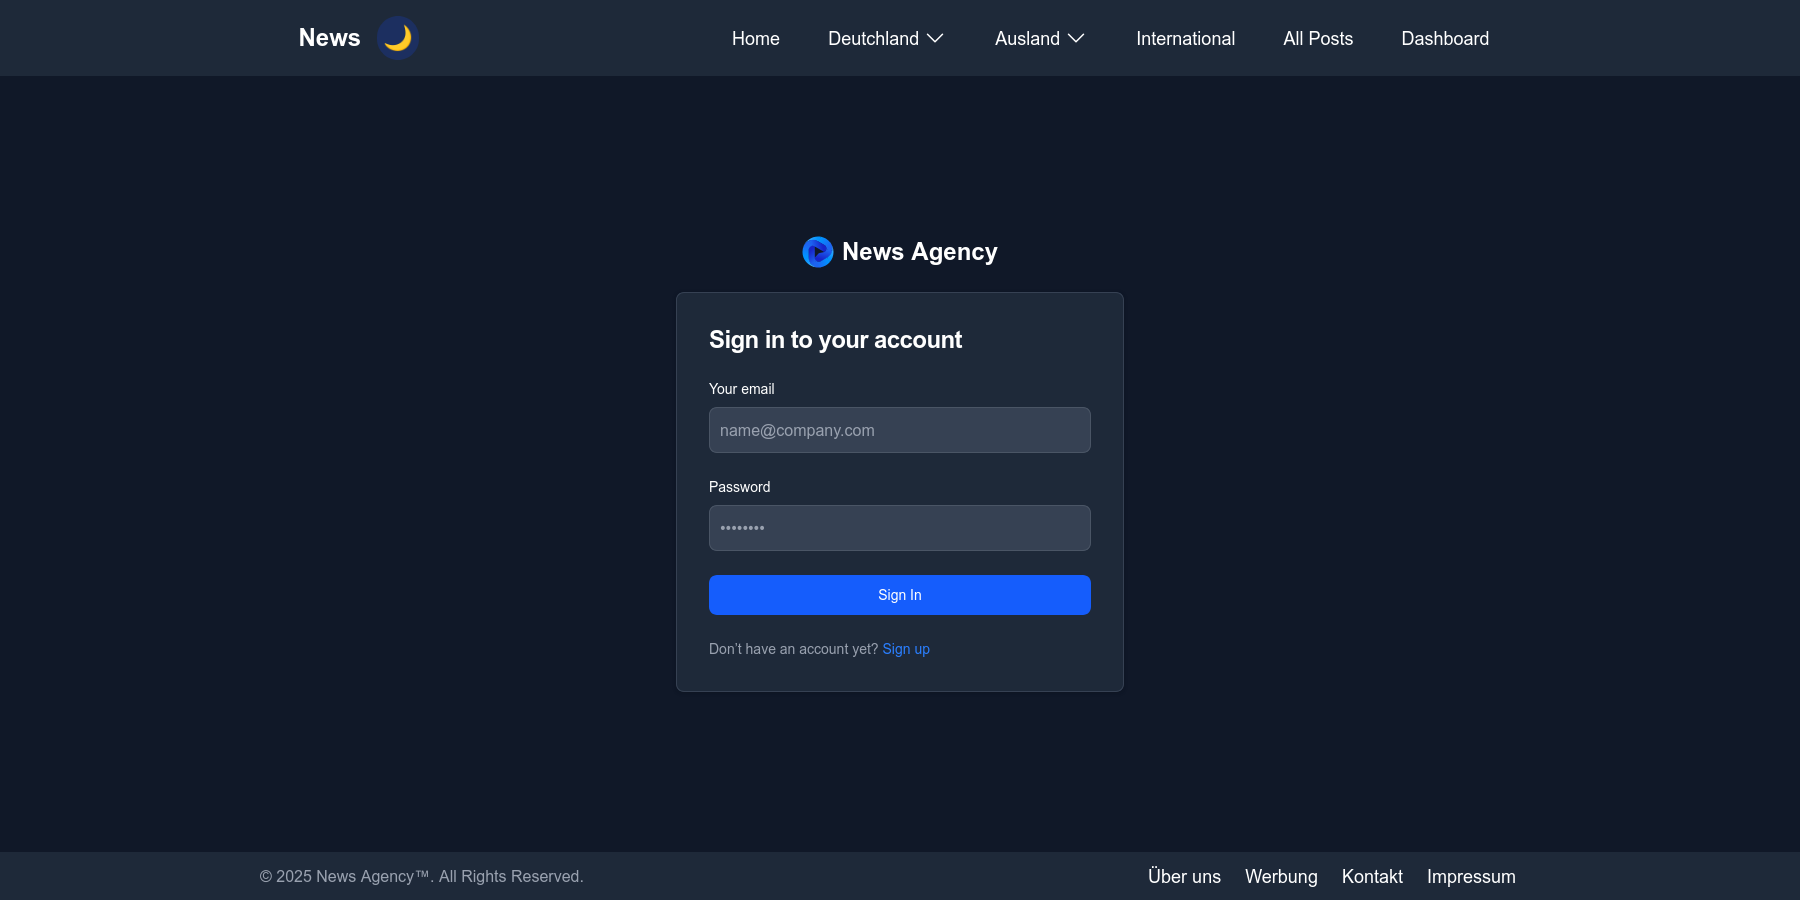 News
Home Deutchland Ausland International All Posts Dashboard
News Agency
Sign in to your account
Your email
name@company.com
Password
••••••••
Sign In
Don't have an account yet? Sign up
© 2025 News Agency™. All Rights Reserved.
Über uns Werbung Kontakt Impressum